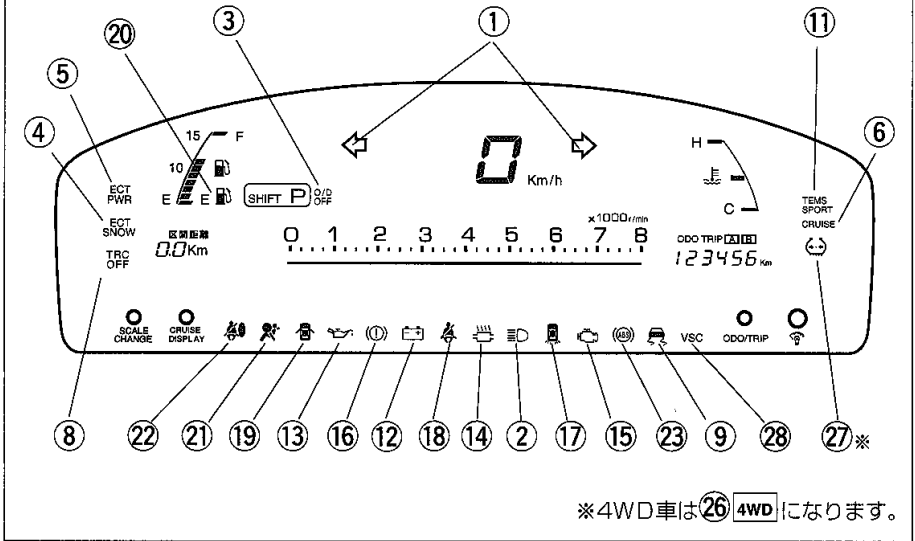 ⑳ ③ ① ⑪
⑤ ④ ⑥
15 F
10
E E
ECT
PWR
ECT
SNOW
TRC
OFF
SHIFT P O/D
OFF
0 Km/h
H
C
TEMS
SPORT
CRUISE
区間距離
0.0Km
×1000r/min
0 1 2 3 4 5 6 7 8
ODO TRIP A B
123456 Km
SCALE
CHANGE
CRUISE
DISPLAY
ABS
VSC
ODO/TRIP
⑧ ㉒ ㉑ ⑲ ⑬ ⑯ ⑫ ⑱ ⑭ ② ⑰ ⑮ ㉓ ⑨ ㉘ ㉗※
※4WD車は㉖ 4WD になります。